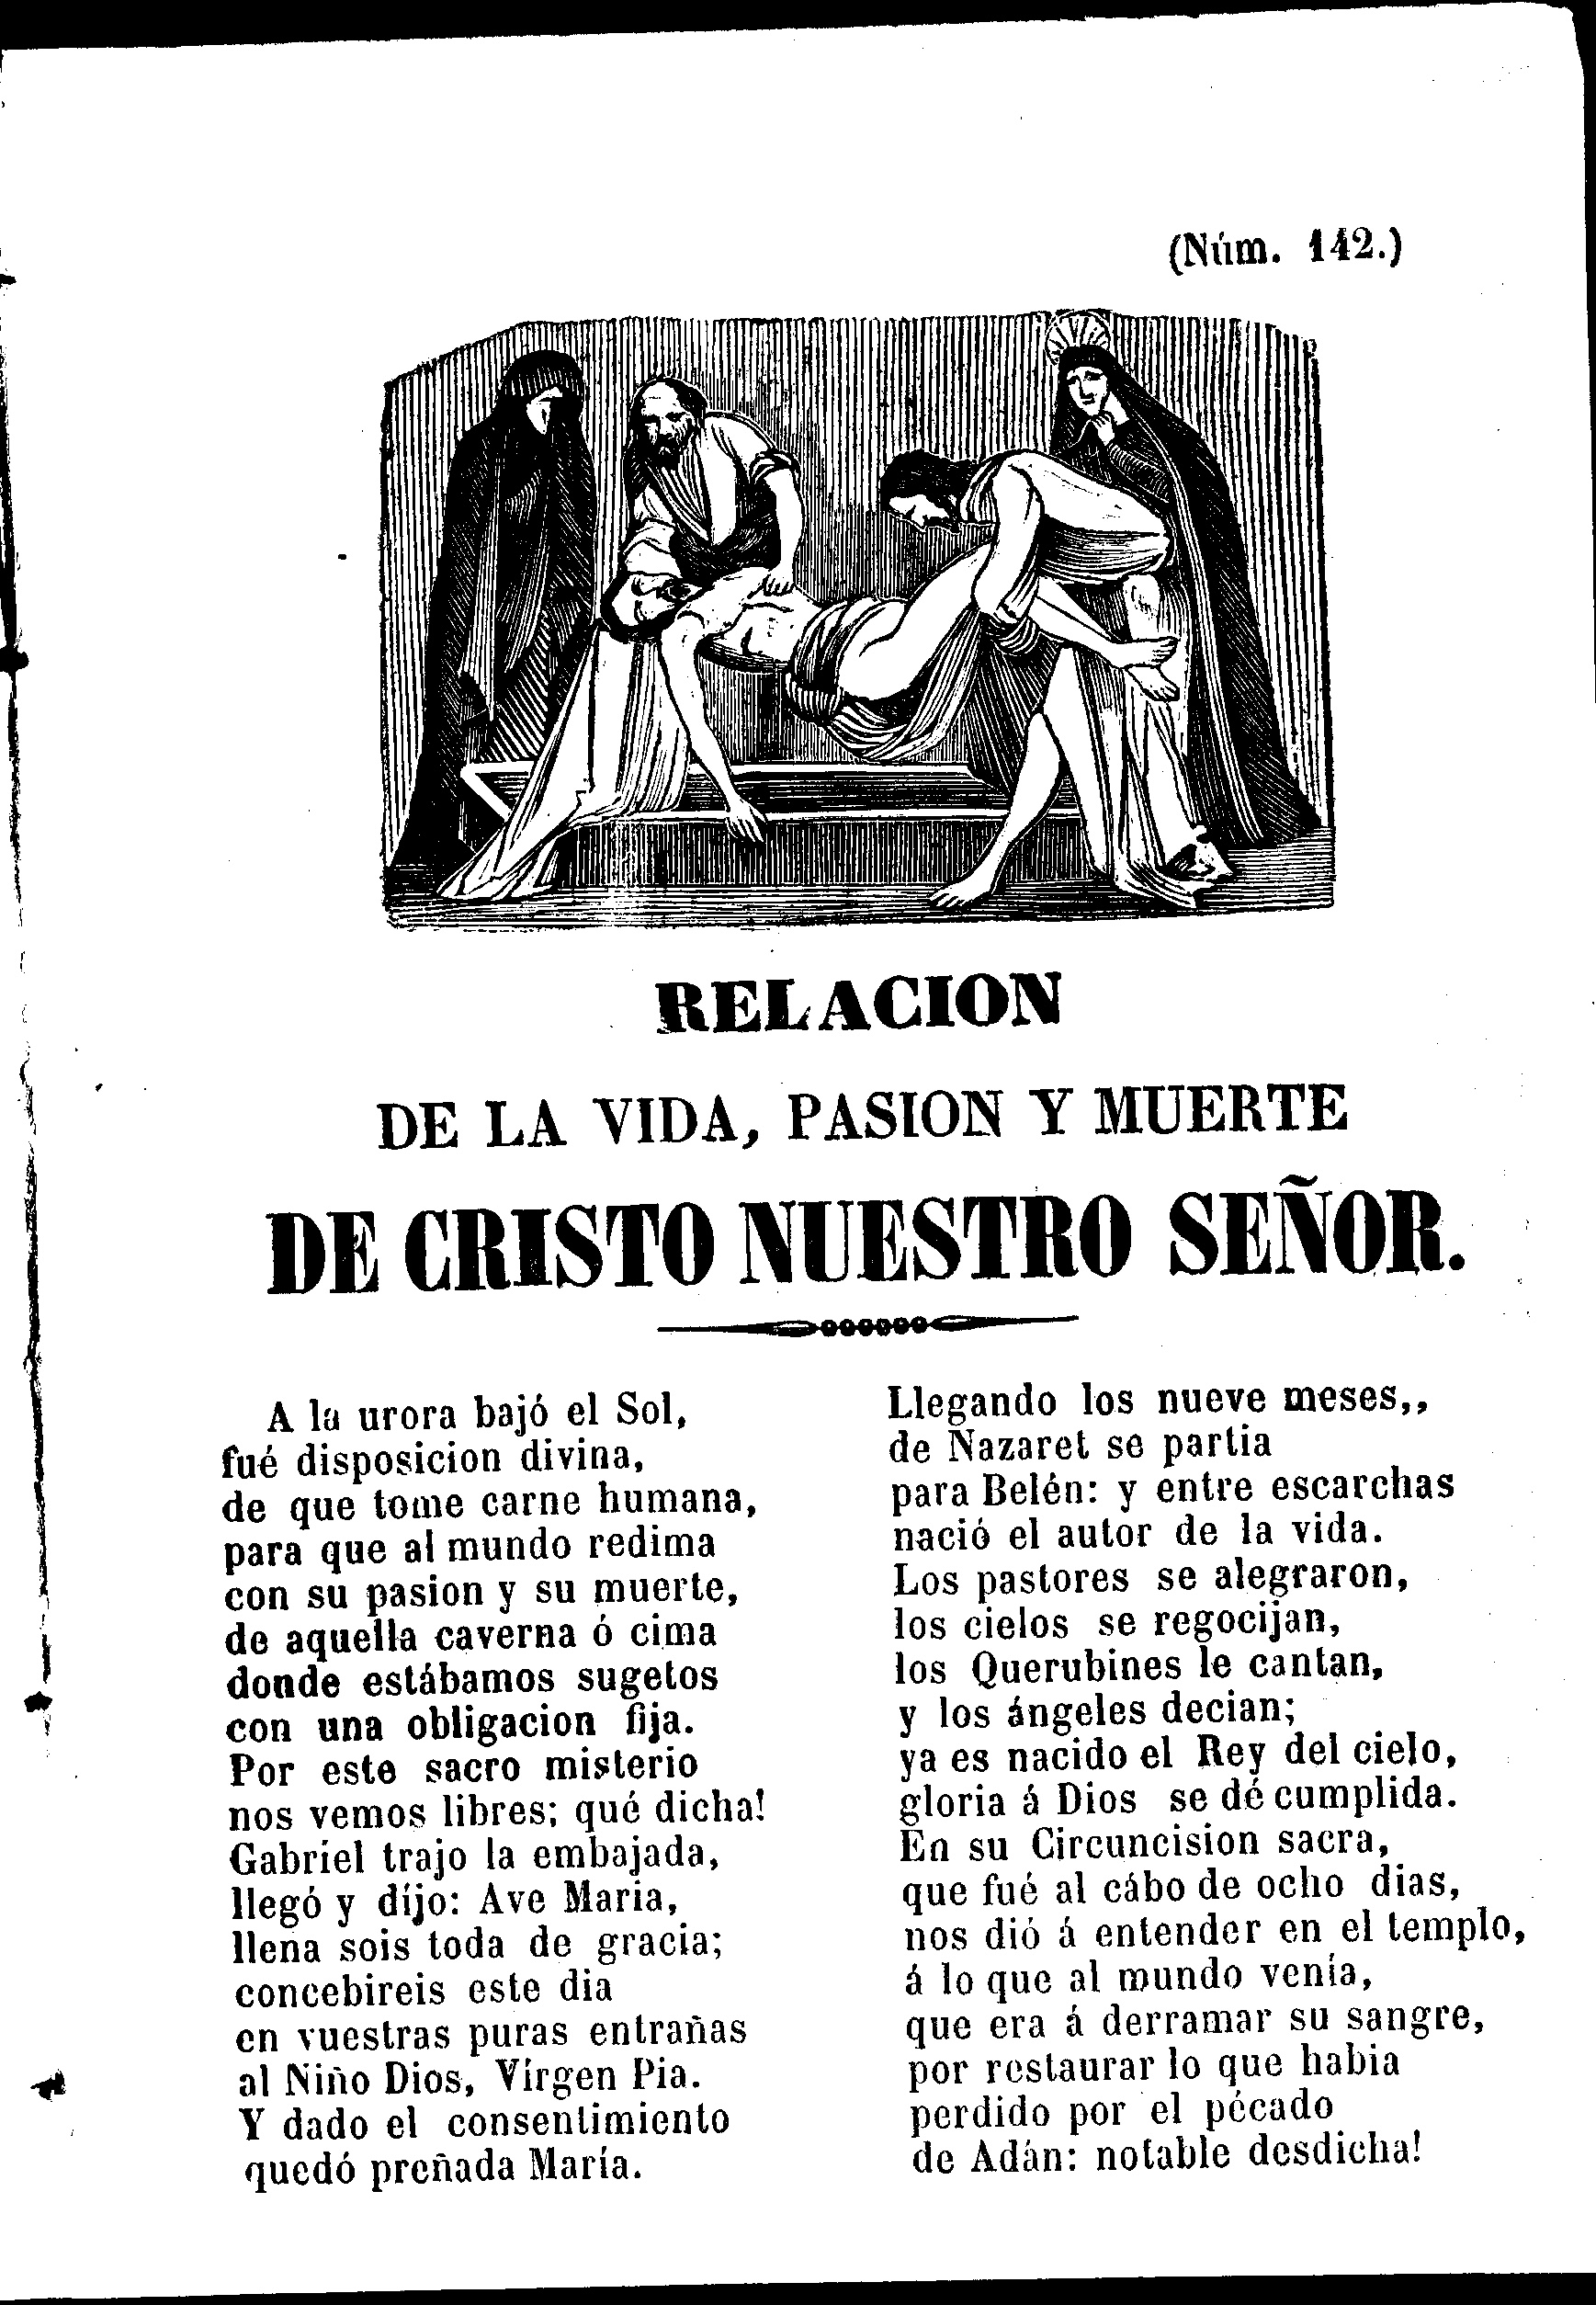 (Núm. 142.)
RELACION
DE LA VIDA, PASION Y MUERTE
DE CRISTO NUESTRO SEÑOR.
A la urora bajó el Sol,
fué disposicion divina,
de que tome carne humana,
para que al mundo redima
con su pasion y su muerte,
de aquella caverna ó cima
donde estábamos sugetos
con una obligacion fija.
Por este sacro misterio
nos vemos libres; qué dicha!
Gabriel trajo la embajada,
llegó y dijo: Ave Maria,
llena sois toda de gracia;
concebireis este dia
en vuestras puras entrañas
al Niño Dios, Vírgen Pia.
Y dado el consentimiento
quedó preñada María.
Llegando los nueve meses,,
de Nazaret se partia
para Belén: y entre escarchas
nació el autor de la vida.
Los pastores se alegraron,
los cielos se regocijan,
los Querubines le cantan,
y los ángeles decian;
ya es nacido el Rey del cielo,
gloria á Dios se dé cumplida.
En su Circuncision sacra,
que fué al cábo de ocho dias,
nos dió á entender en el templo,
á lo que al mundo venía,
que era á derramar su sangre,
por restaurar lo que habia
perdido por el pécado
de Adán: notable desdicha!